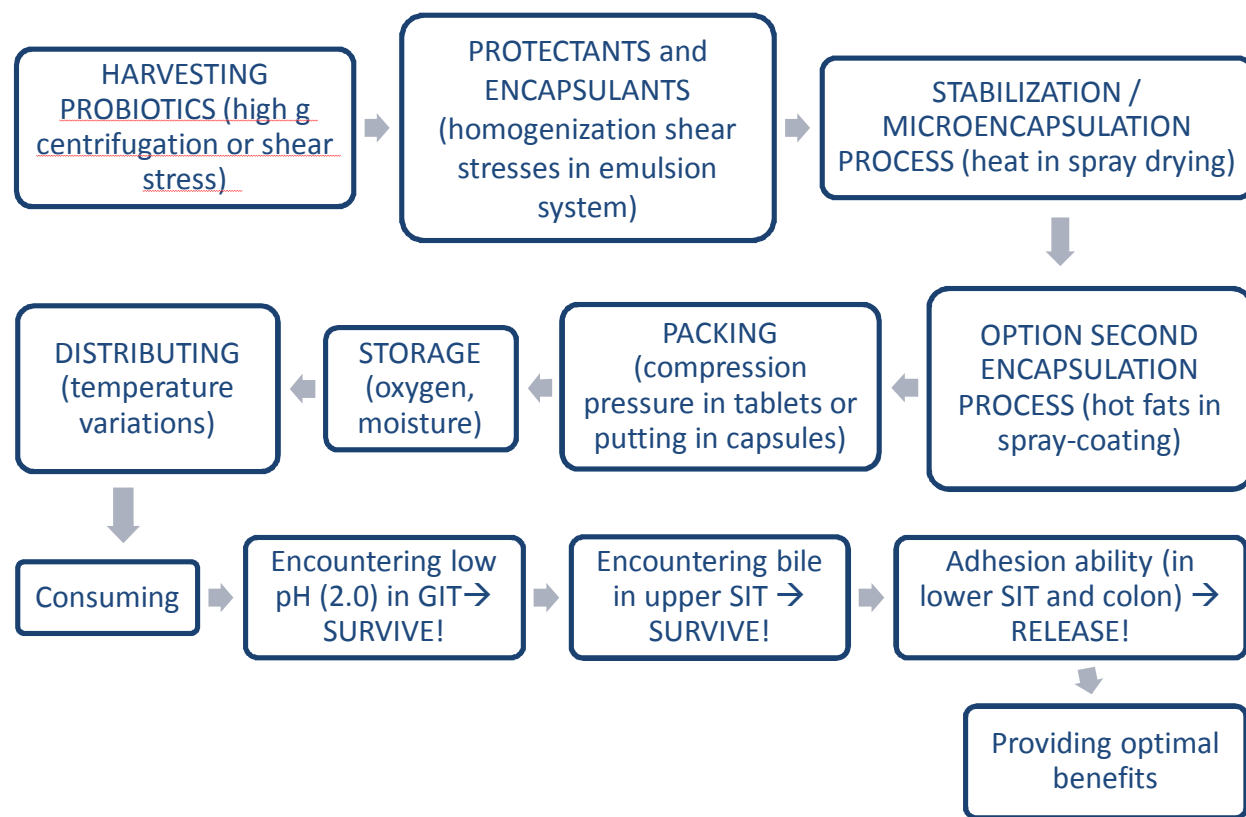 HARVESTING
PROBIOTICS (high g
centrifugation or shear
stress)
PROTECTANTS and
ENCAPSULANTS
(homogenization shear
stresses in emulsion
system)
STABILIZATION /
MICROENCAPSULATION
PROCESS (heat in spray drying)
OPTION SECOND
ENCAPSULATION
PROCESS (hot fats in
spray-coating)
PACKING
(compression
pressure in tablets or
putting in capsules)
STORAGE
(oxygen,
moisture)
DISTRIBUTING
(temperature
variations)
Consuming
Encountering low
pH (2.0) in GIT→
SURVIVE!
Encountering bile
in upper SIT →
SURVIVE!
Adhesion ability (in
lower SIT and colon) →
RELEASE!
Providing optimal
benefits